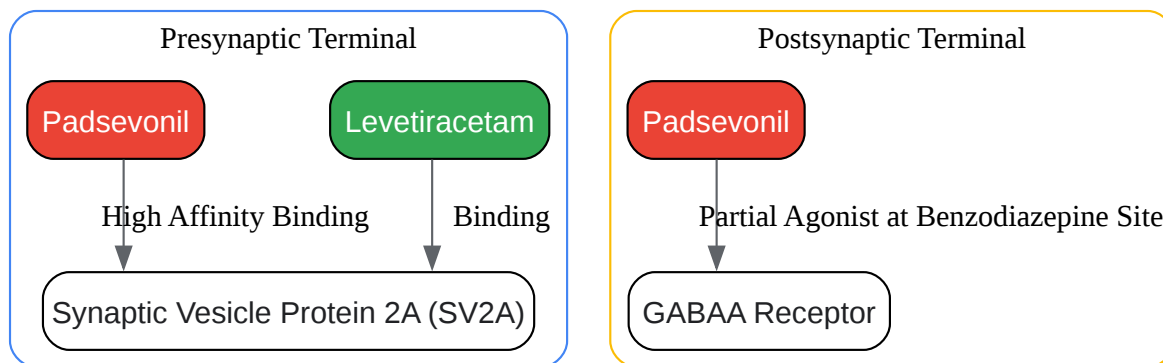 Presynaptic Terminal
Postsynaptic Terminal
Padsevonil
Levetiracetam
Padsevonil
High Affinity Binding
Binding
Partial Agonist at Benzodiazepine Site
Synaptic Vesicle Protein 2A (SV2A)
GABAA Receptor